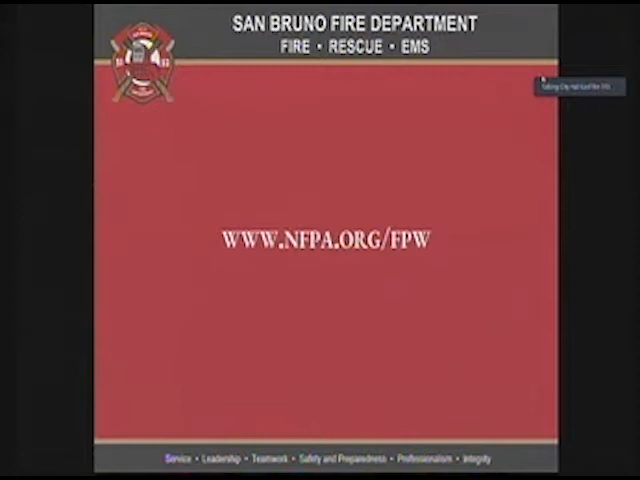 SAN BRUNO FIRE DEPARTMENT
FIRE • RESCUE • EMS
WWW.NFPA.ORG/FPW
Service • Leadership • Teamwork • Safety and Preparedness • Professionalism • Integrity